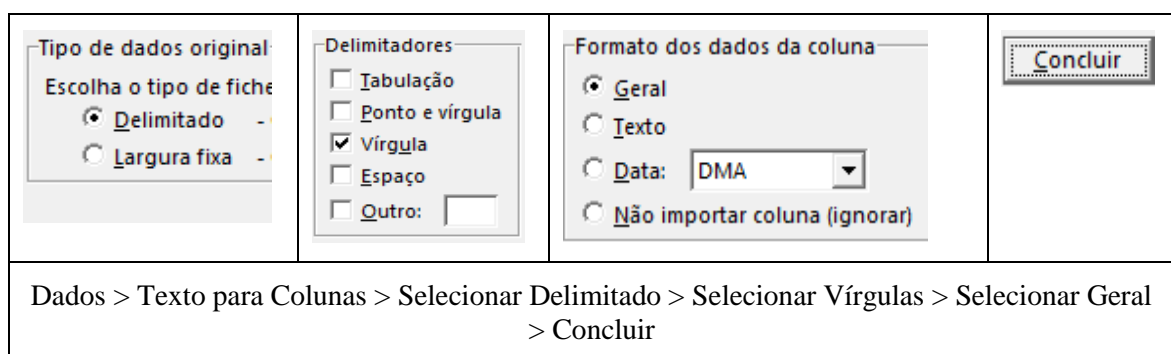 Tipo de dados original
Escolha o tipo de fiche
Delimitado -
Largura fixa -
Delimitadores
Tabulação
Ponto e vírgula
Vírgula
Espaço
Outro:
Formato dos dados da coluna
Geral
Texto
Data: DMA
Não importar coluna (ignorar)
Concluir
Dados > Texto para Colunas > Selecionar Delimitado > Selecionar Vírgulas > Selecionar Geral
> Concluir